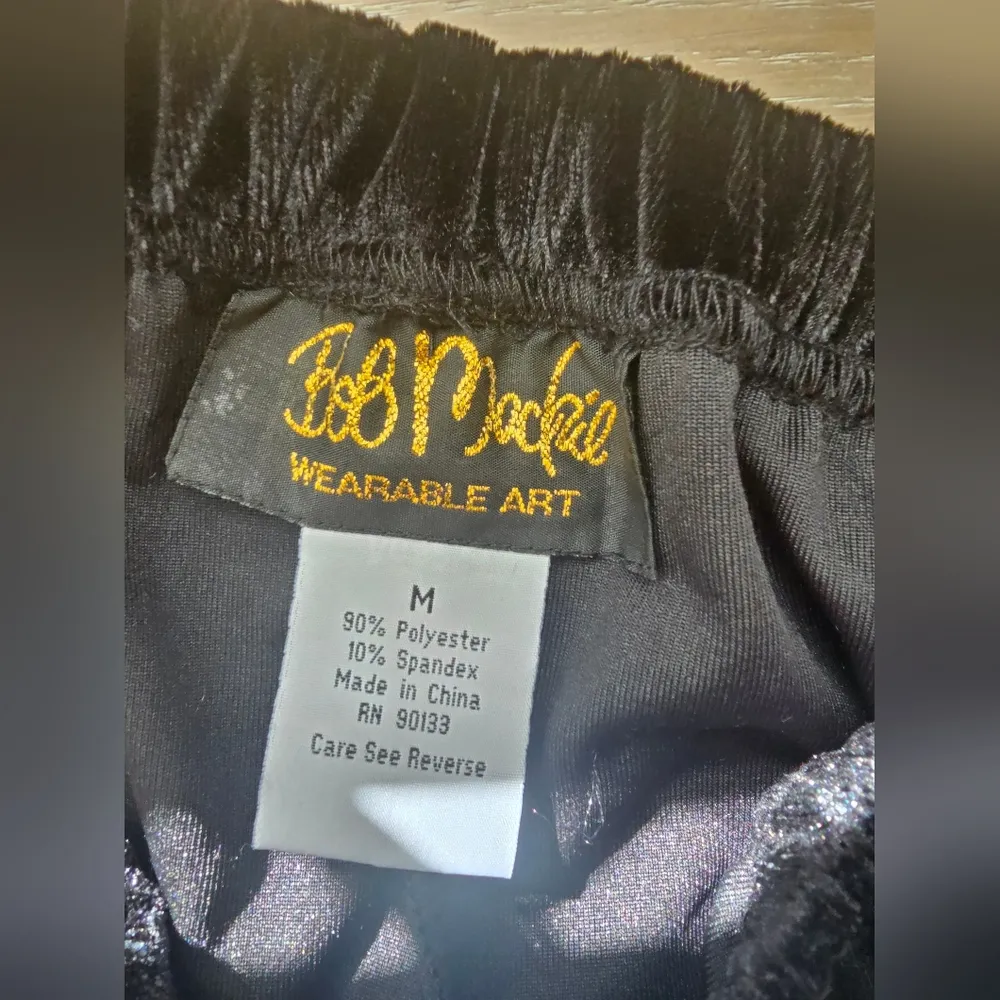 Bob Mackie
WEARABLE ART
M
90% Polyester
10% Spandex
Made in China
RN 90133
Care See Reverse